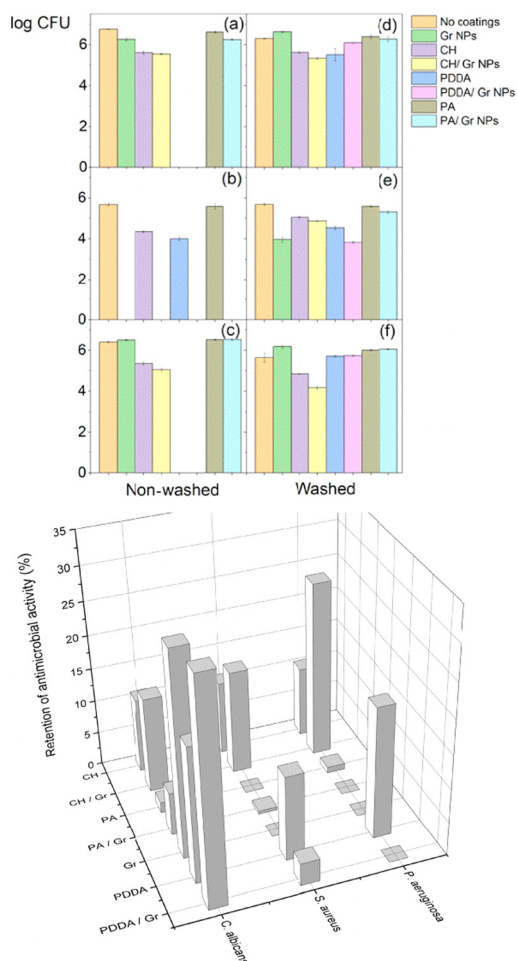 log CFU
(a)
(d)
No coatings
Gr NPs
CH
CH/ Gr NPs
PDDA
PDDA/ Gr NPs
PA
PA/ Gr NPs
6
4
2
0
(b)
(e)
6
4
2
0
(c)
(f)
6
4
2
0
Non-washed
Washed
Retention of antimicrobial activity (%)
35
30
25
20
15
10
5
0
CH
CH / Gr
PA
PA / Gr
Gr
PDDA
PDDA / Gr
C. albicans
S. aureus
P. aeruginosa